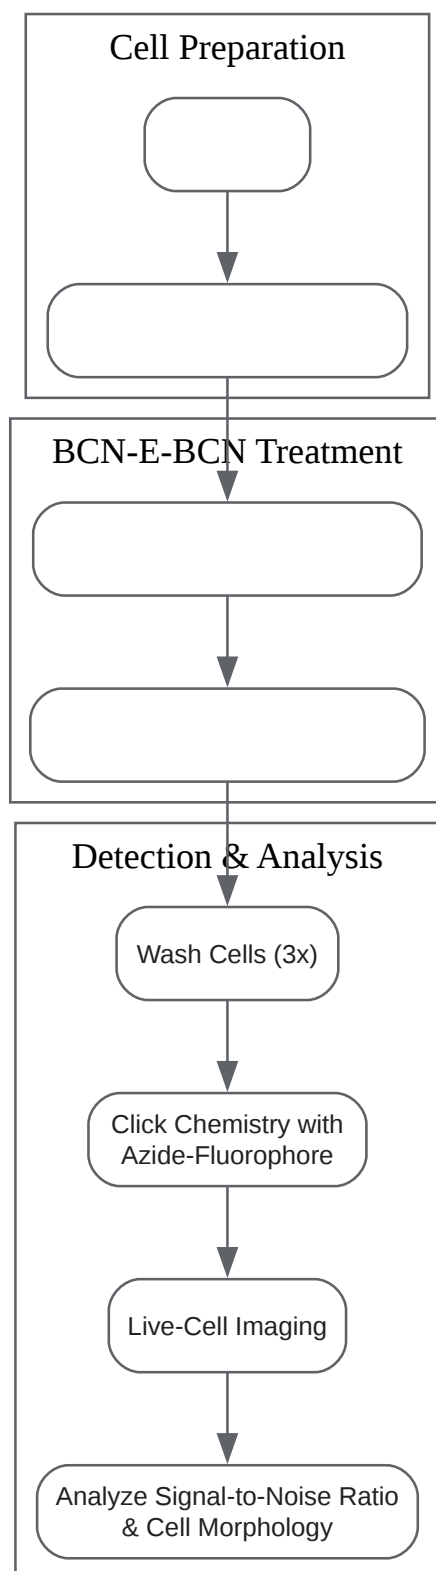 Cell Preparation
BCN-E-BCN Treatment
Detection & Analysis
Wash Cells (3x)
Click Chemistry with
Azide-Fluorophore
Live-Cell Imaging
Analyze Signal-to-Noise Ratio
& Cell Morphology